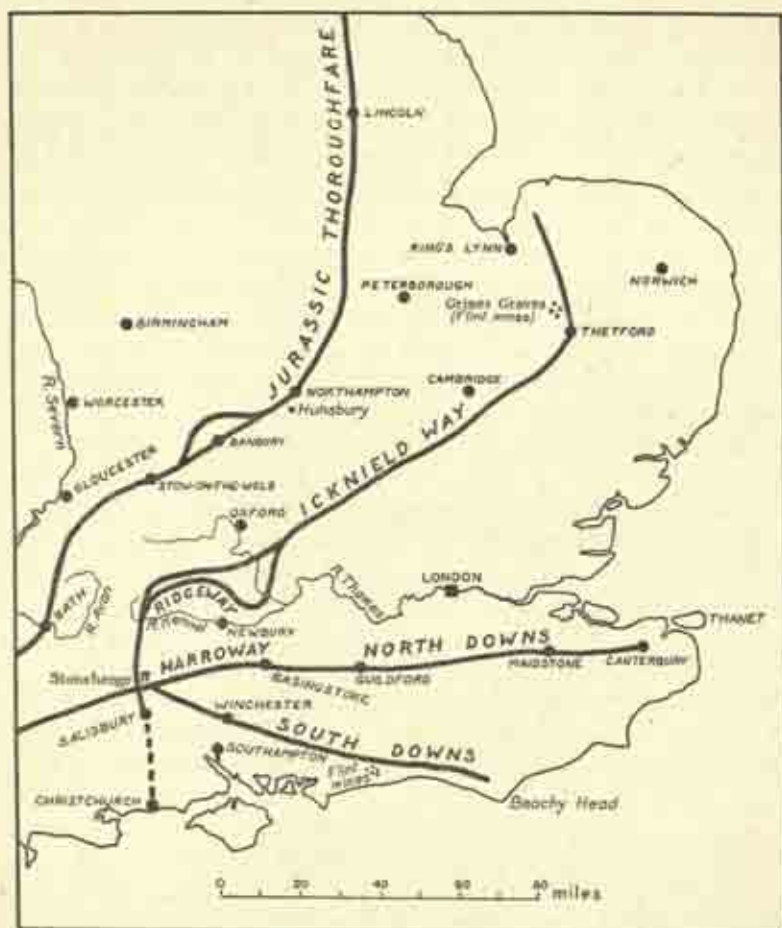 LINCOLN
JURASSIC THOROUGHFARE
KING'S LYNN
NORWICH
PETERBOROUGH
Grimes Graves
(Flint mines)
BIRMINGHAM
THETFORD
R. Severn
WORCESTER
NORTHAMPTON
Hunsbury
CAMBRIDGE
BANBURY
ICKNIELD WAY
GLOUCESTER
STOW-ON-THE-WOLD
OXFORD
LONDON
R. Thames
BATH
R. Avon
RIDGEWAY
R. Kennet
NEWBURY
THANET
HARROWAY
NORTH DOWNS
Stonehenge
BASINGSTOKE
GUILDFORD
MAIDSTONE
CANTERBURY
SALISBURY
WINCHESTER
SOUTH DOWNS
SOUTHAMPTON
Flint
mines
CHRISTCHURCH
Beachy Head
0 20 40 60 miles